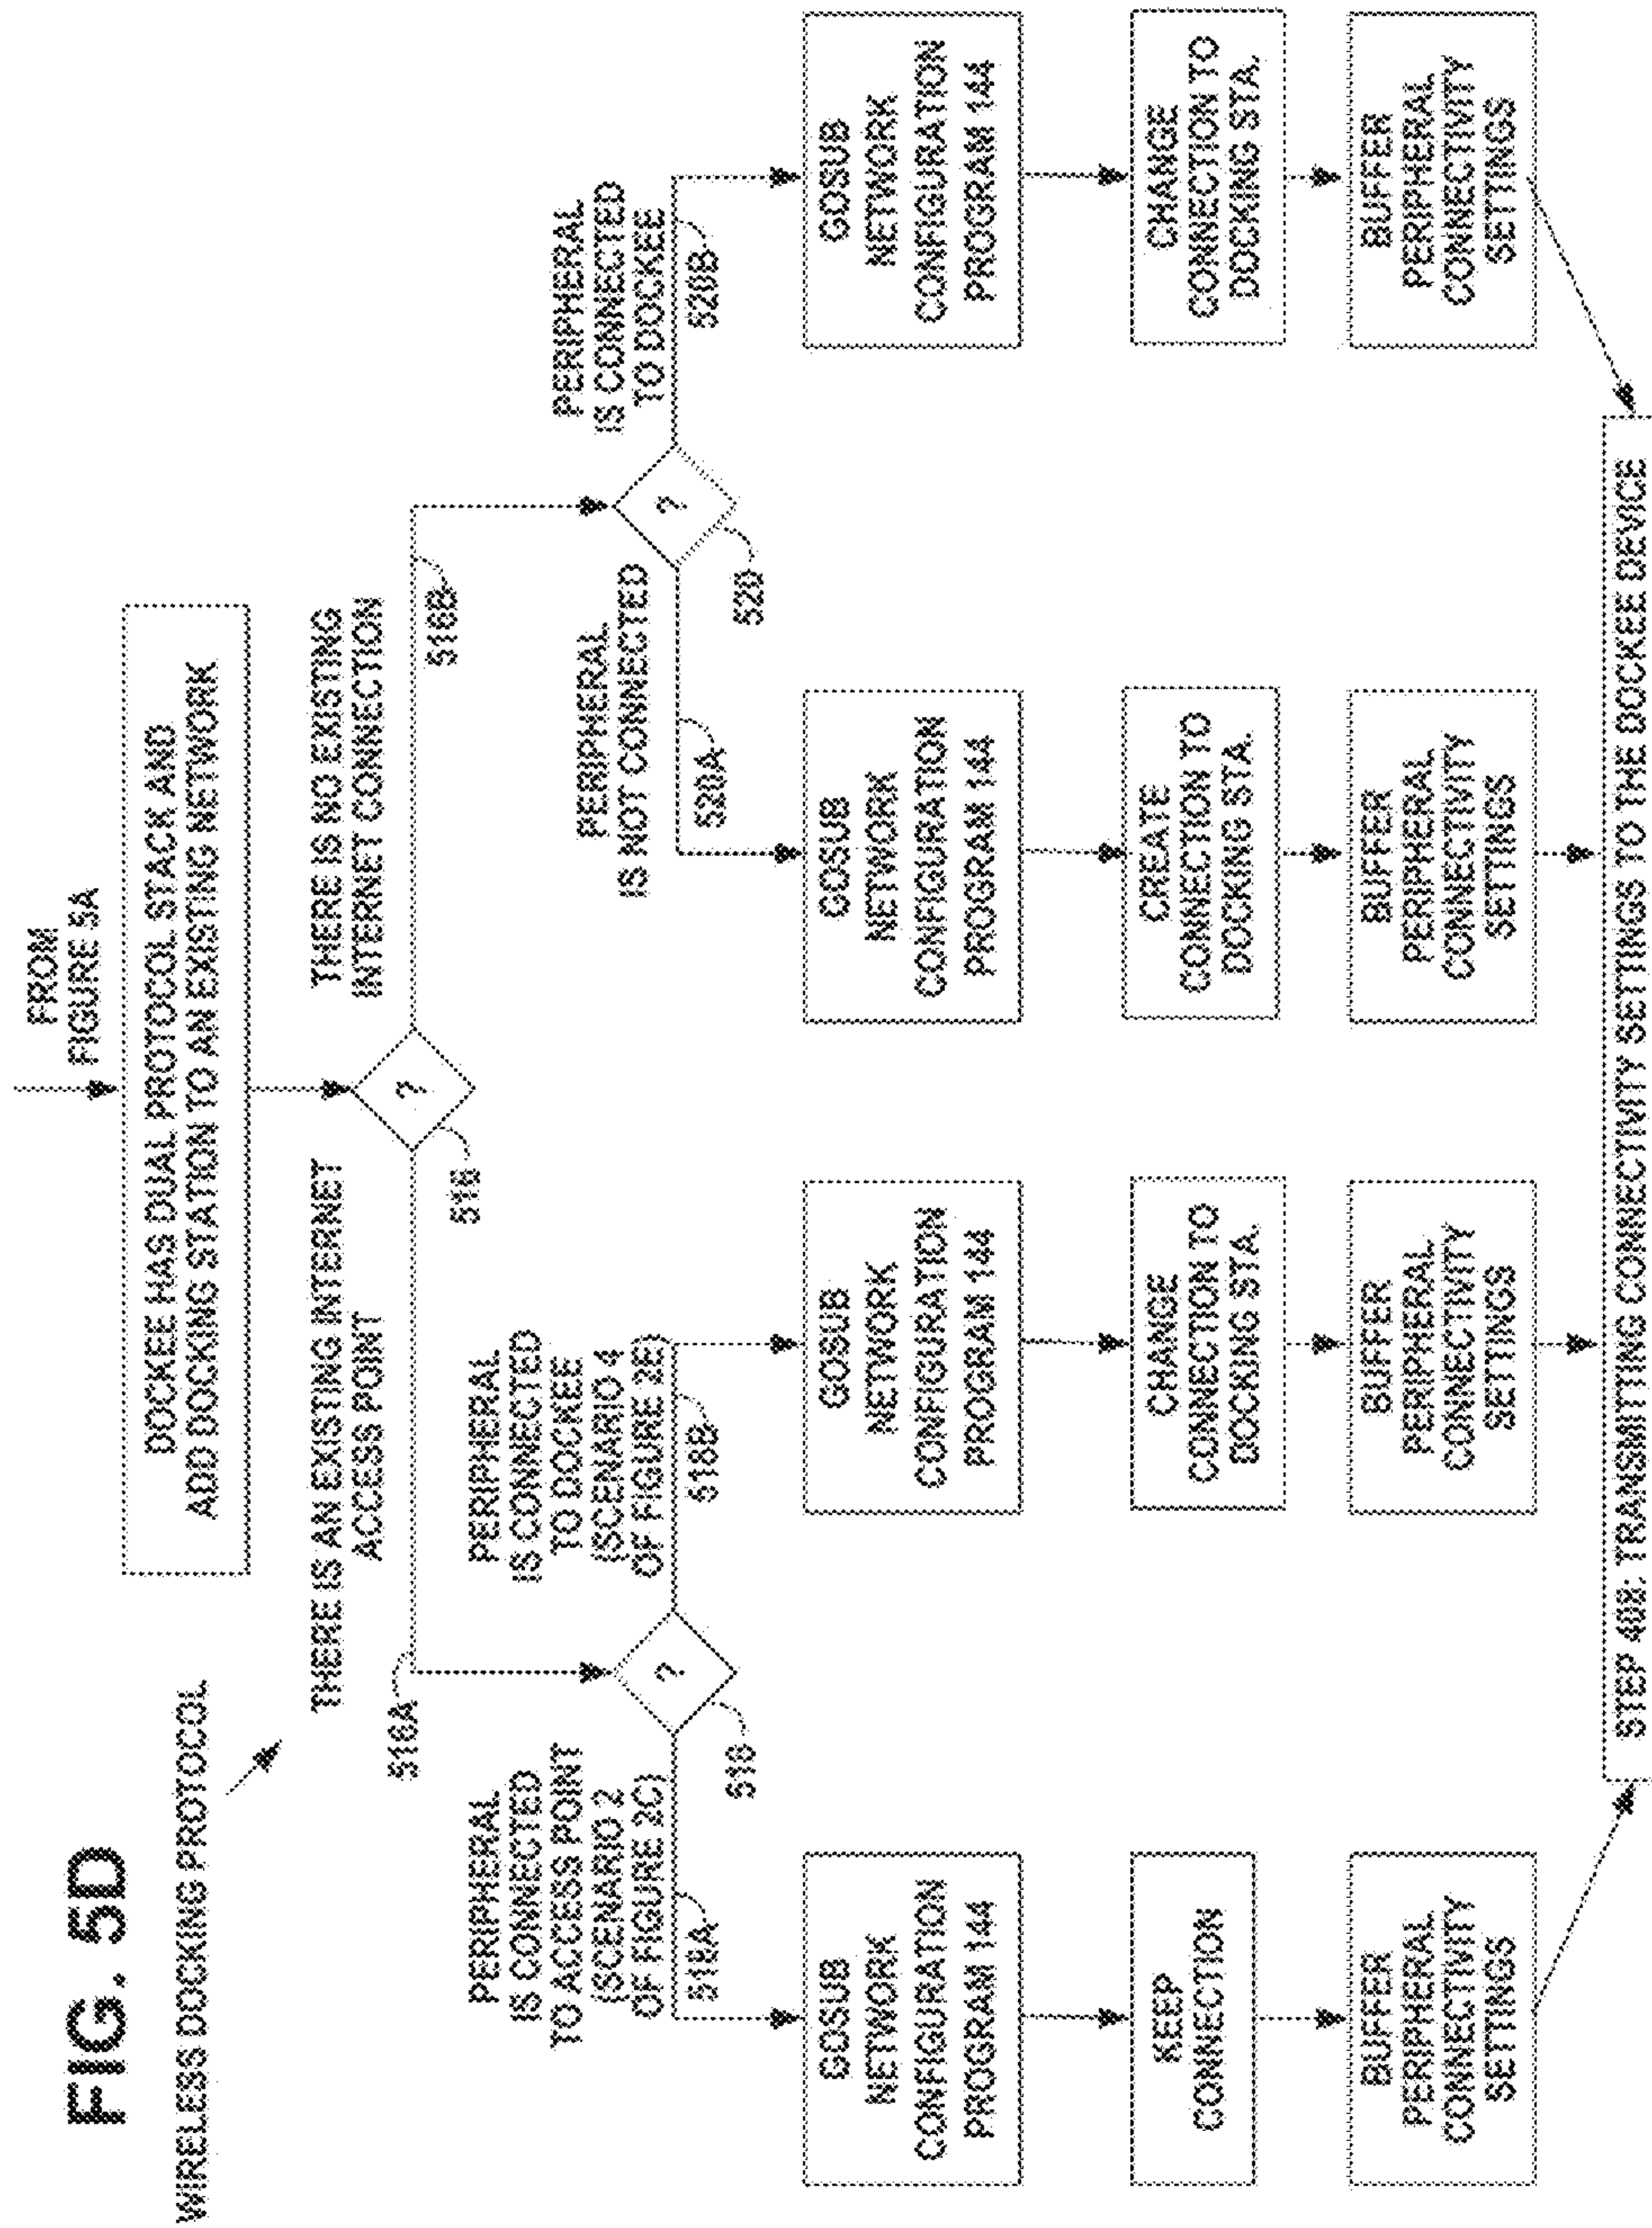 FIG. 5D
WIRELESS DOCKING PROTOCOL
FROM
FIGURE 5A
DOCKEE HAS DUAL PROTOCOL STACK AND
ADD DOCKING STATION TO AN EXISTING NETWORK
THERE IS AN EXISTING INTERNET
ACCESS POINT
516A
?
516
THERE IS NO EXISTING
INTERNET CONNECTION
516B
PERIPHERAL
IS CONNECTED
TO ACCESS POINT
(SCENARIO 2
OF FIGURE 2C)
518A
?
518
PERIPHERAL
IS CONNECTED
TO DOCKEE
(SCENARIO 4
OF FIGURE 2E)
518B
PERIPHERAL
IS NOT CONNECTED
520A
?
520
PERIPHERAL
IS CONNECTED
TO DOCKEE
520B
GOSUB
NETWORK
CONFIGURATION
PROGRAM 144
KEEP
CONNECTION
BUFFER
PERIPHERAL
CONNECTIVITY
SETTINGS
GOSUB
NETWORK
CONFIGURATION
PROGRAM 144
CHANGE
CONNECTION TO
DOCKING STA.
BUFFER
PERIPHERAL
CONNECTIVITY
SETTINGS
GOSUB
NETWORK
CONFIGURATION
PROGRAM 144
CREATE
CONNECTION TO
DOCKING STA.
BUFFER
PERIPHERAL
CONNECTIVITY
SETTINGS
GOSUB
NETWORK
CONFIGURATION
PROGRAM 144
CHANGE
CONNECTION TO
DOCKING STA.
BUFFER
PERIPHERAL
CONNECTIVITY
SETTINGS
STEP 408: TRANSMITTING CONNECTIVITY SETTINGS TO THE DOCKEE DEVICE